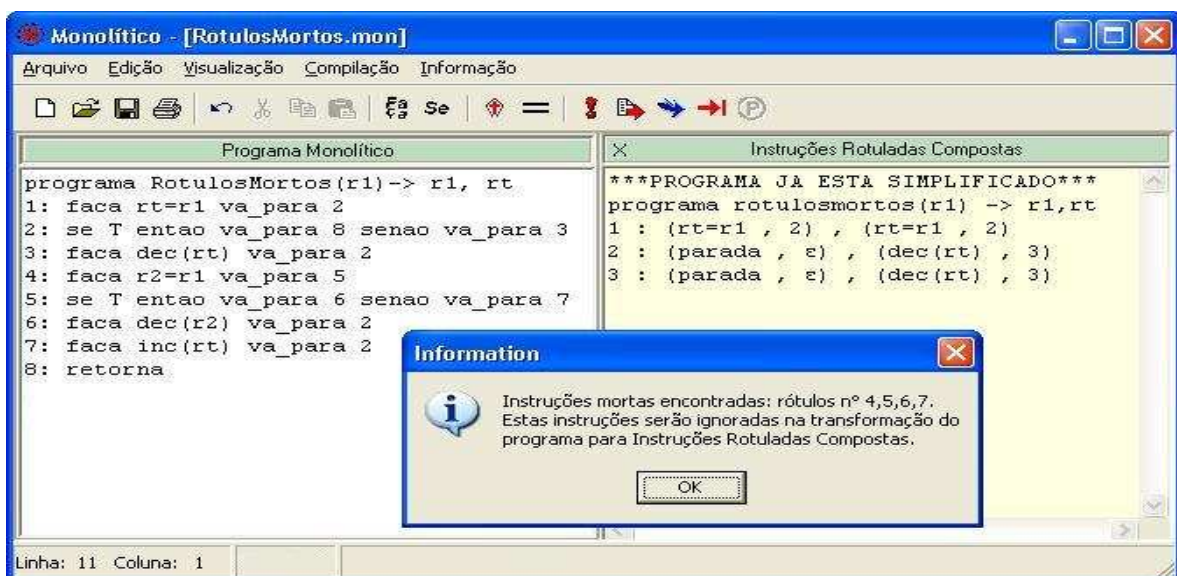 Monolítico - [RotulosMortos.mon]
Arquivo Edição Visualização Compilação Informação
Fa ça Se P
Programa Monolítico
programa RotulosMortos(r1)-> r1, rt
1: faca rt=r1 va_para 2
2: se T entao va_para 8 senao va_para 3
3: faca dec(rt) va_para 2
4: faca r2=r1 va_para 5
5: se T entao va_para 6 senao va_para 7
6: faca dec(r2) va_para 2
7: faca inc(rt) va_para 2
8: retorna
X Instruções Rotuladas Compostas
***PROGRAMA JA ESTA SIMPLIFICADO***
programa rotulosmortos(r1) -> r1,rt
1 : (rt=r1 , 2) , (rt=r1 , 2)
2 : (parada , ε) , (dec(rt) , 3)
3 : (parada , ε) , (dec(rt) , 3)
Information
Instruções mortas encontradas: rótulos nº 4,5,6,7.
Estas instruções serão ignoradas na transformação do
programa para Instruções Rotuladas Compostas.
OK
Linha: 11 Coluna: 1